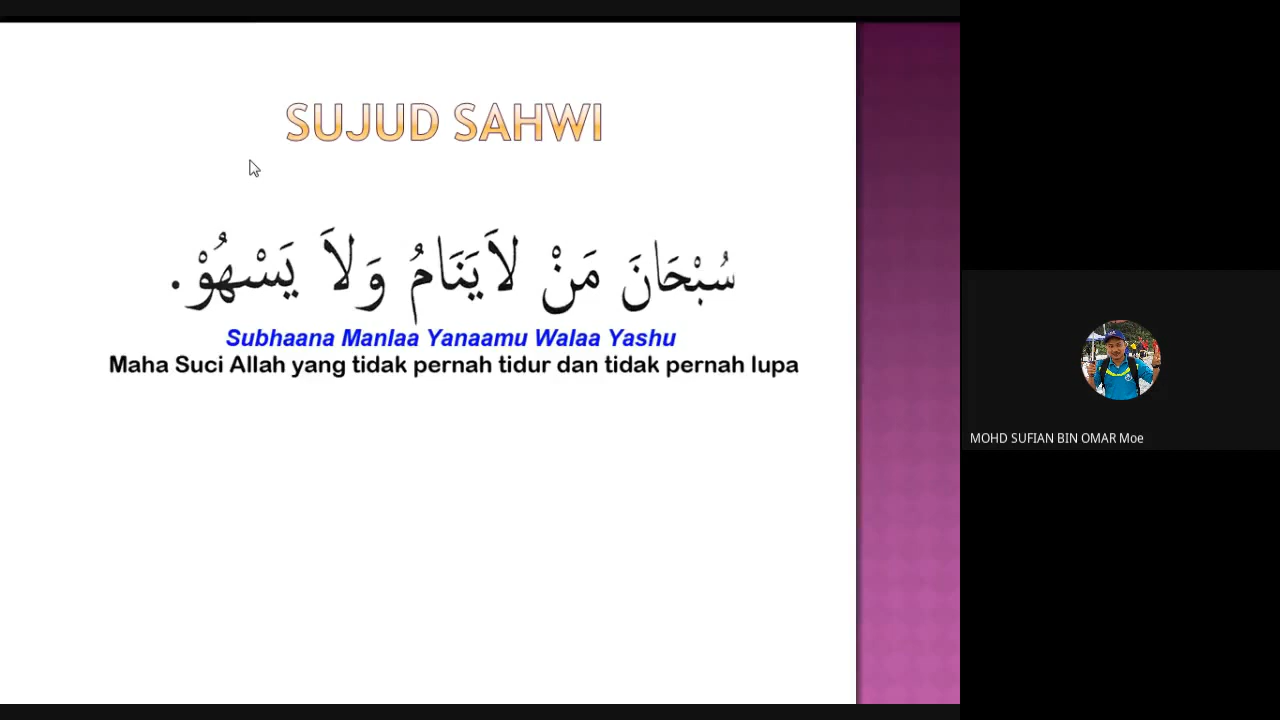 SUJUD SAHWI
سُبْحَانَ مَنْ لاَيَنَامُ وَلاَ يَسْهُوْ.
Subhaana Manlaa Yanaamu Walaa Yashu
Maha Suci Allah yang tidak pernah tidur dan tidak pernah lupa
MOHD SUFIAN BIN OMAR Moe